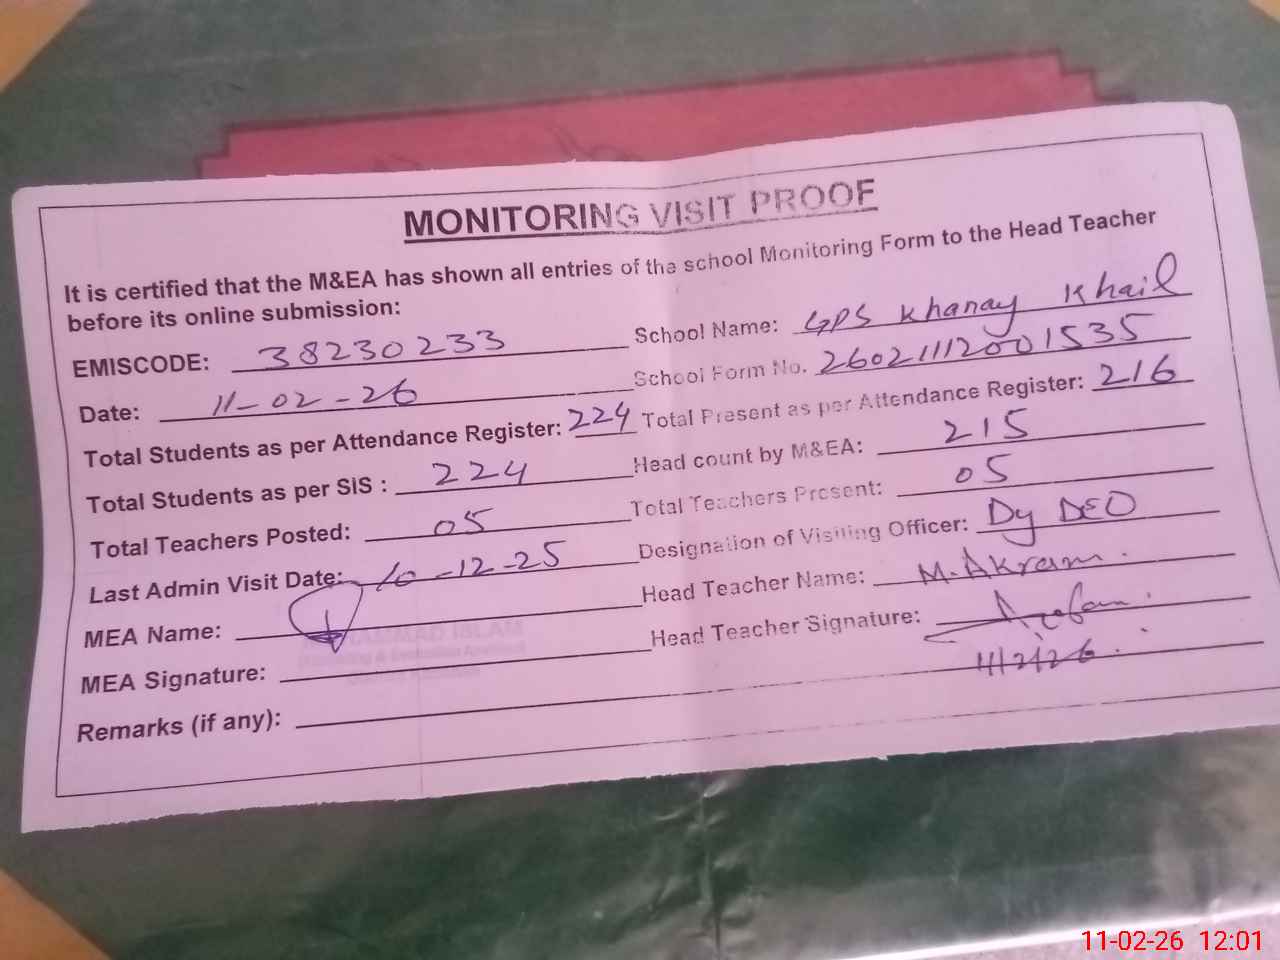 MONITORING VISIT PROOF
It is certified that the M&EA has shown all entries of the school Monitoring Form to the Head Teacher
before its online submission:
EMISCODE: 38230233 School Name: GPS Khanay Khail
Date: 11-02-26 School Form No. 26021112001535
Total Students as per Attendance Register: 224 Total Present as per Attendance Register: 216
Total Students as per SIS : 224 Head count by M&EA: 215
Total Teachers Posted: 05 Total Teachers Present: 05
Last Admin Visit Date: 10-12-25 Designation of Visiting Officer: Dy DEO
MEA Name: Head Teacher Name: M. Akram.
MEA Signature: Head Teacher Signature:
11/2/26.
Remarks (if any):
11-02-26 12:01